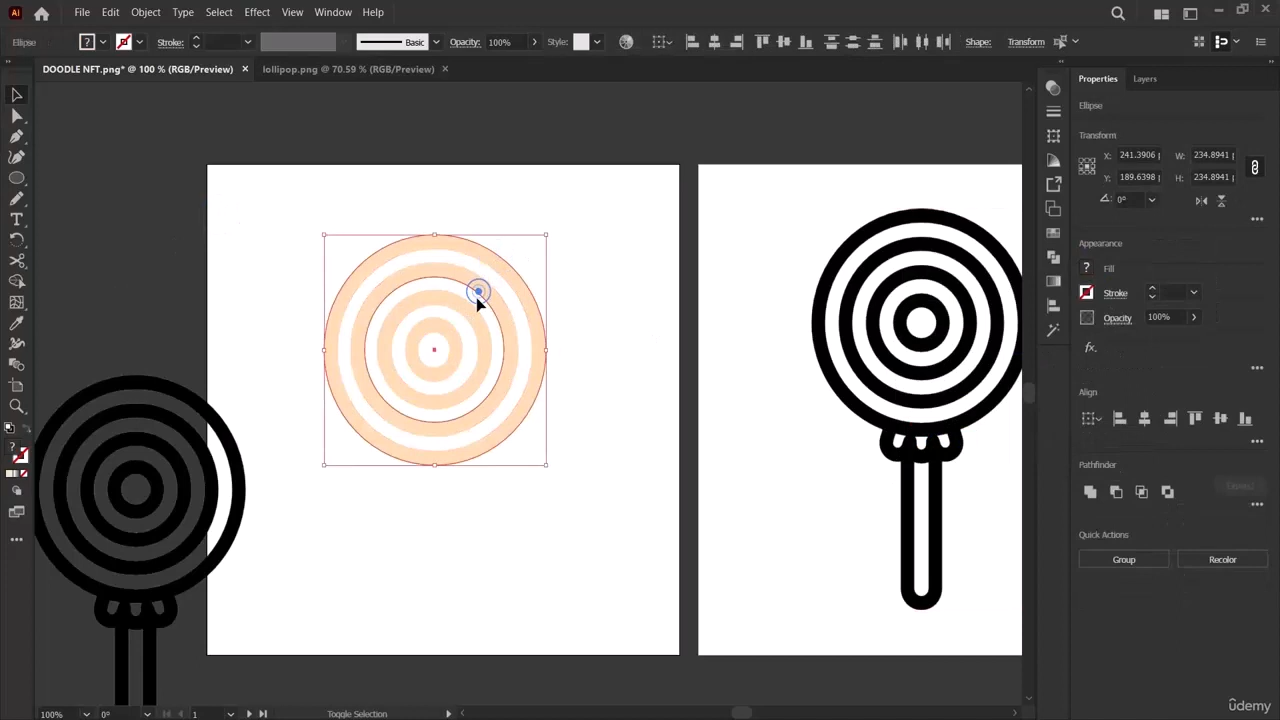 Ai File Edit Object Type Select Effect View Window Help
Ellipse ? Stroke: Basic Opacity: 100% Style: Shape: Transform
DOODLE NFT.png* @ 100 % (RGB/Preview) × lollipop.png @ 70.59 % (RGB/Preview) ×
Properties Layers
Ellipse
Transform
X: 241.3906 p W: 234.8941
Y: 189.6398 p H: 234.8941
0°
Appearance
? Fill
Stroke
Opacity 100%
fx.
Align
Pathfinder
Expand
Quick Actions
Group Recolor
T
?
100% 0° 1 Toggle Selection
ûdemy